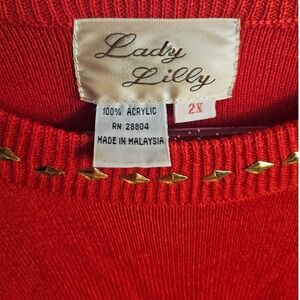 Lady
Lilly
2X
100% ACRYLIC
RN 28804
MADE IN MALAYSIA